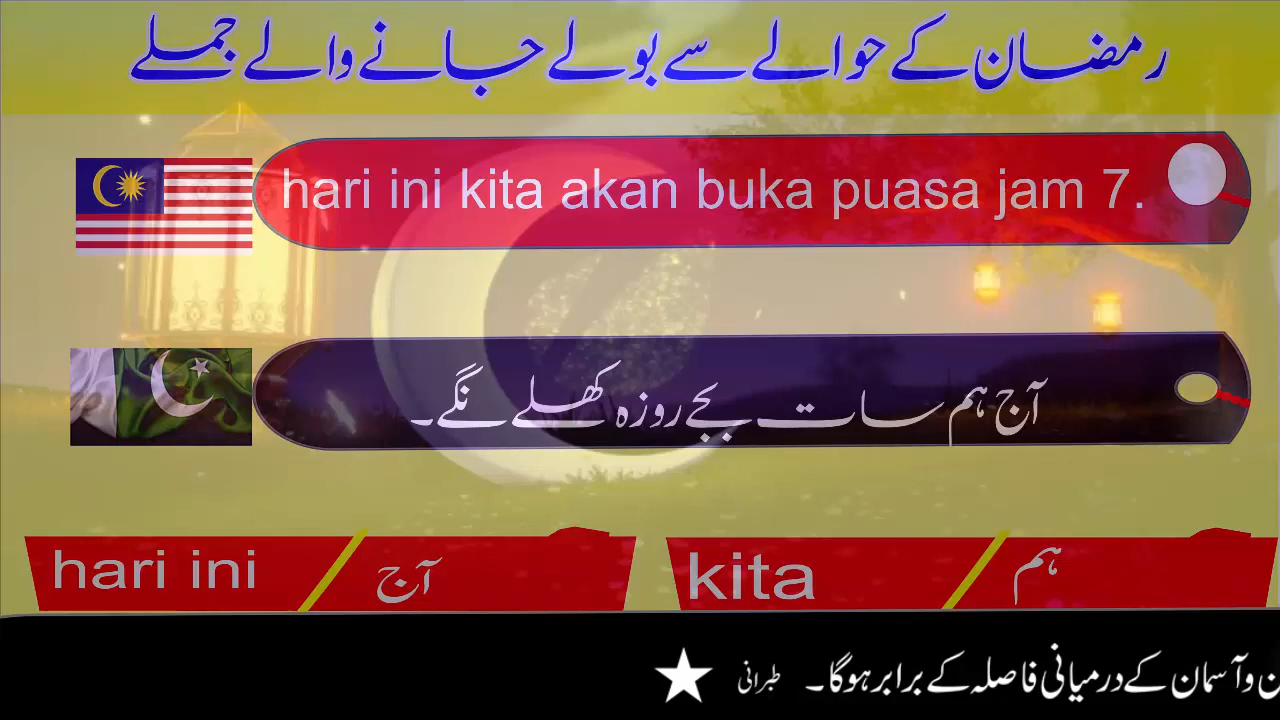 رمضان کے حوالے سے بولے جانے والے جملے
hari ini kita akan buka puasa jam 7.
آج ہم سات بجے روزہ کھلے نگے۔
hari ini / آج
kita / ہم
وآسمان کے درمیانی فاصلہ کے برابر ہوگا۔ طبرانی